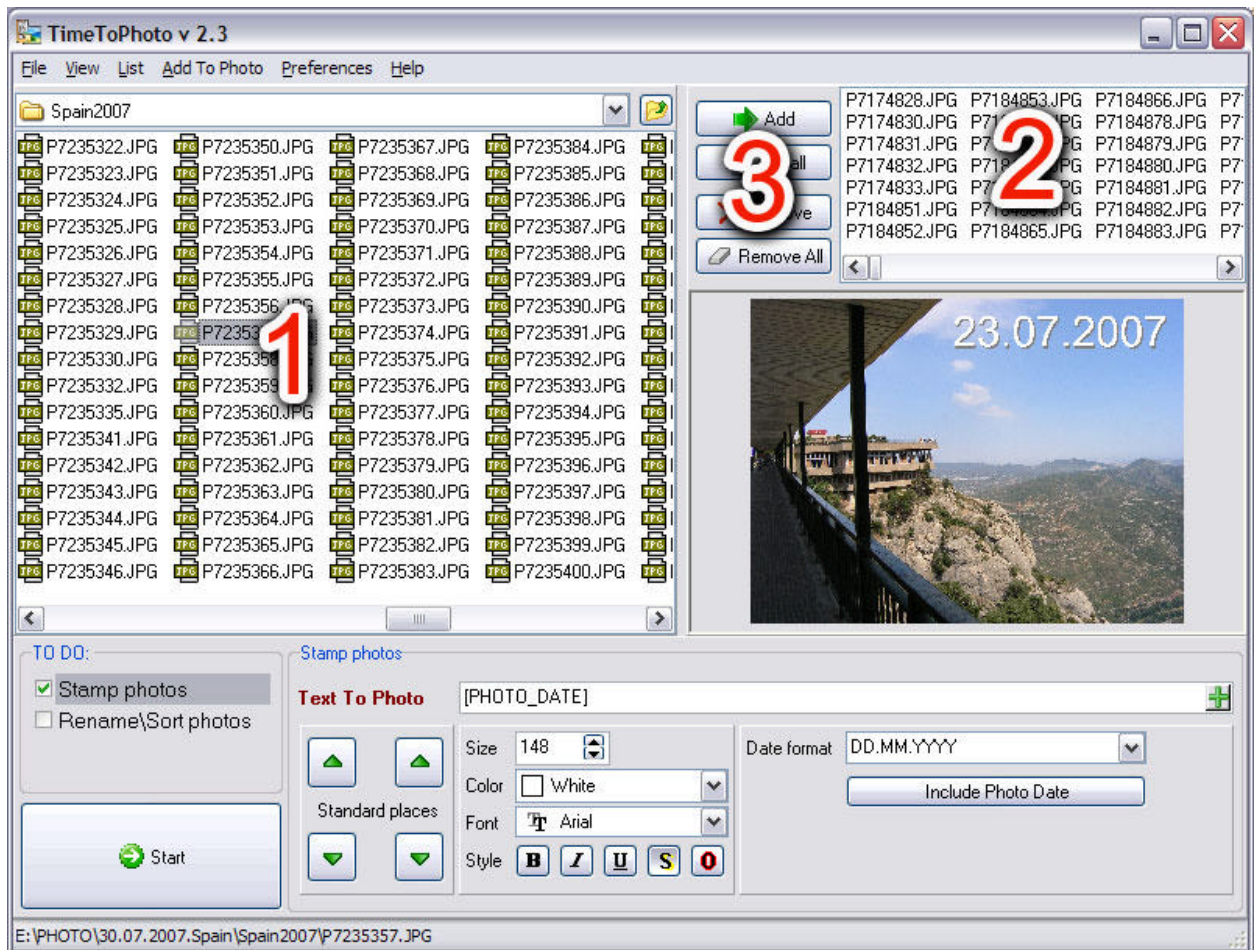 TimeToPhoto v 2.3
File View List Add To Photo Preferences Help
Spain2007
P7235322.JPG P7235350.JPG P7235367.JPG P7235384.JPG
P7235323.JPG P7235351.JPG P7235368.JPG P7235385.JPG
P7235324.JPG P7235352.JPG P7235369.JPG P7235386.JPG
P7235325.JPG P7235353.JPG P7235370.JPG P7235387.JPG
P7235326.JPG P7235354.JPG P7235371.JPG P7235388.JPG
P7235327.JPG P7235355.JPG P7235372.JPG P7235389.JPG
P7235328.JPG P7235356.JPG P7235373.JPG P7235390.JPG
P7235329.JPG P7235374.JPG P7235391.JPG
P7235330.JPG P7235375.JPG P7235392.JPG
P7235332.JPG P7235376.JPG P7235393.JPG
P7235335.JPG P7235360.JPG P7235377.JPG P7235394.JPG
P7235341.JPG P7235361.JPG P7235378.JPG P7235395.JPG
P7235342.JPG P7235362.JPG P7235379.JPG P7235396.JPG
P7235343.JPG P7235363.JPG P7235380.JPG P7235397.JPG
P7235344.JPG P7235364.JPG P7235381.JPG P7235398.JPG
P7235345.JPG P7235365.JPG P7235382.JPG P7235399.JPG
P7235346.JPG P7235366.JPG P7235383.JPG P7235400.JPG
1
Add
3
Remove All
P7174828.JPG P7184853.JPG P7184866.JPG
P7174830.JPG P7184878.JPG
P7174831.JPG P7184879.JPG
P7174832.JPG P7184880.JPG
P7174833.JPG P7184881.JPG
P7184851.JPG P7184882.JPG
P7184852.JPG P7184865.JPG P7184883.JPG
2
23.07.2007
TO DO:
Stamp photos
Rename\Sort photos
Start
Stamp photos
Text To Photo [PHOTO_DATE]
Standard places
Size 148
Color White
Font Arial
Style B I U S O
Date format DD.MM.YYYY
Include Photo Date
E:\PHOTO\30.07.2007.Spain\Spain2007\P7235357.JPG